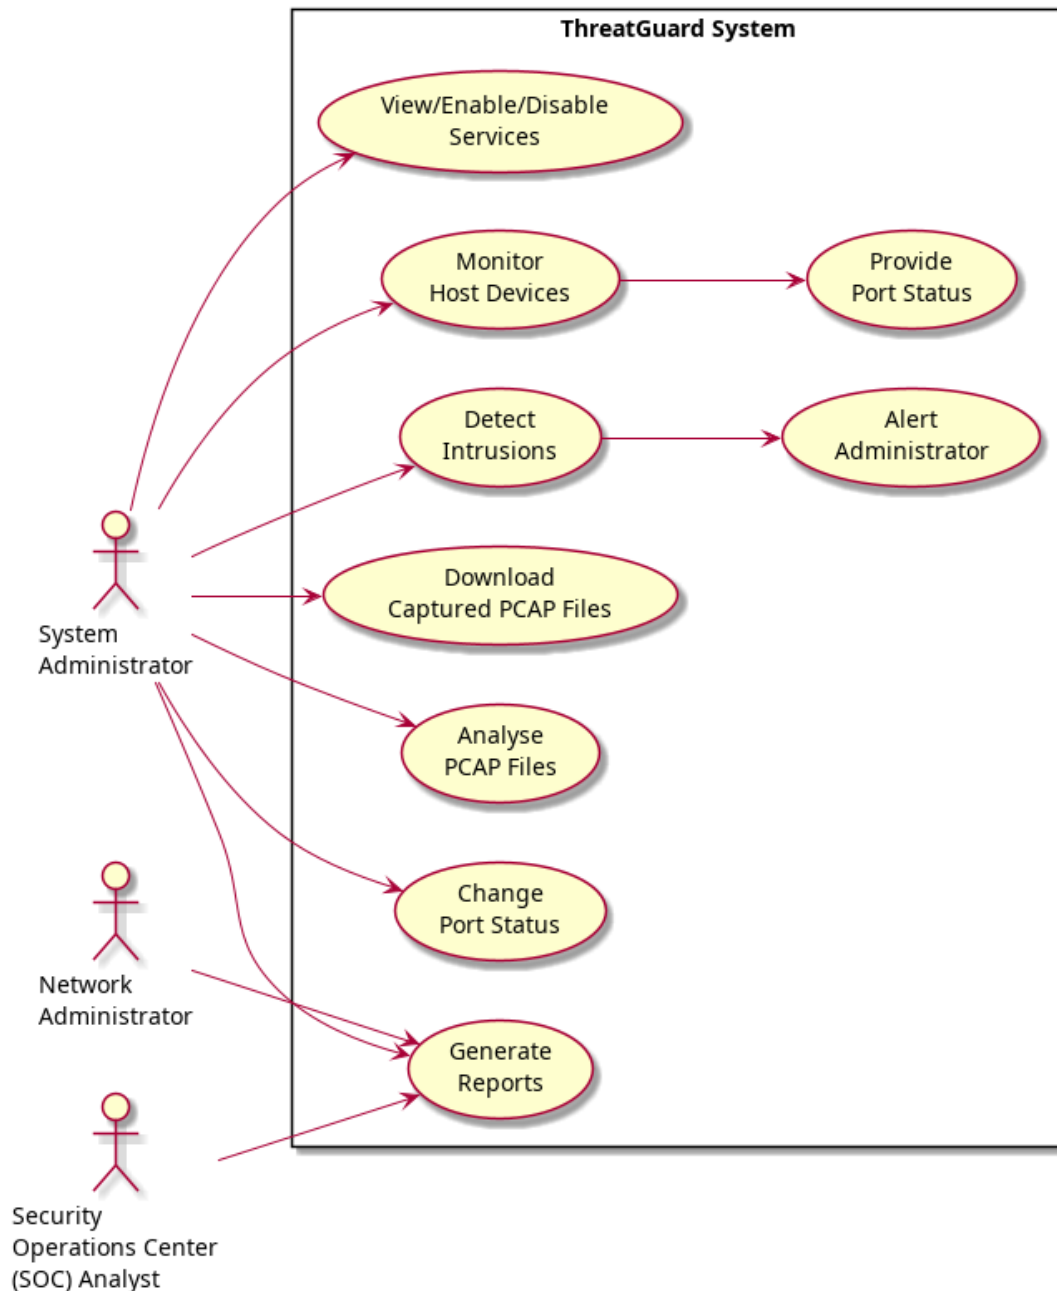 ThreatGuard System
View/Enable/Disable
Services
Monitor
Host Devices
Provide
Port Status
Detect
Intrusions
Alert
Administrator
Download
Captured PCAP Files
System
Administrator
Analyse
PCAP Files
Change
Port Status
Network
Administrator
Generate
Reports
Security
Operations Center
(SOC) Analyst